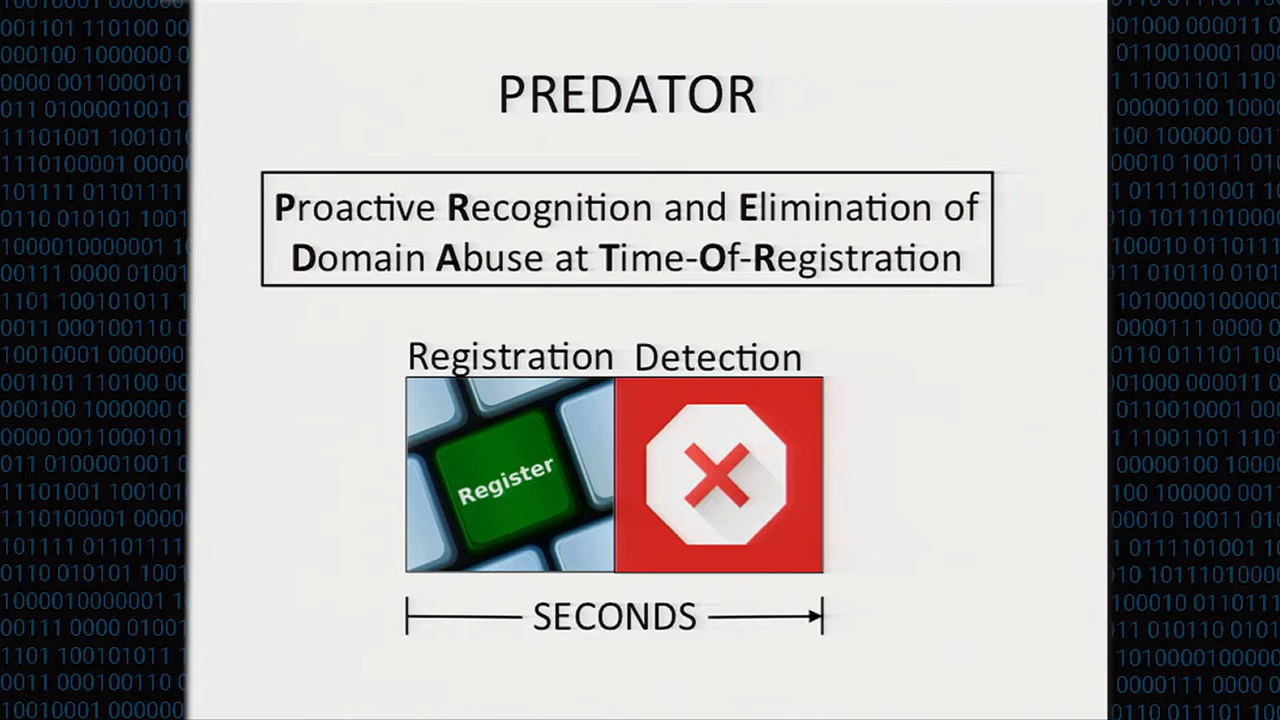 PREDATOR
Proactive Recognition and Elimination of
Domain Abuse at Time-Of-Registration
Registration Detection
Register
SECONDS